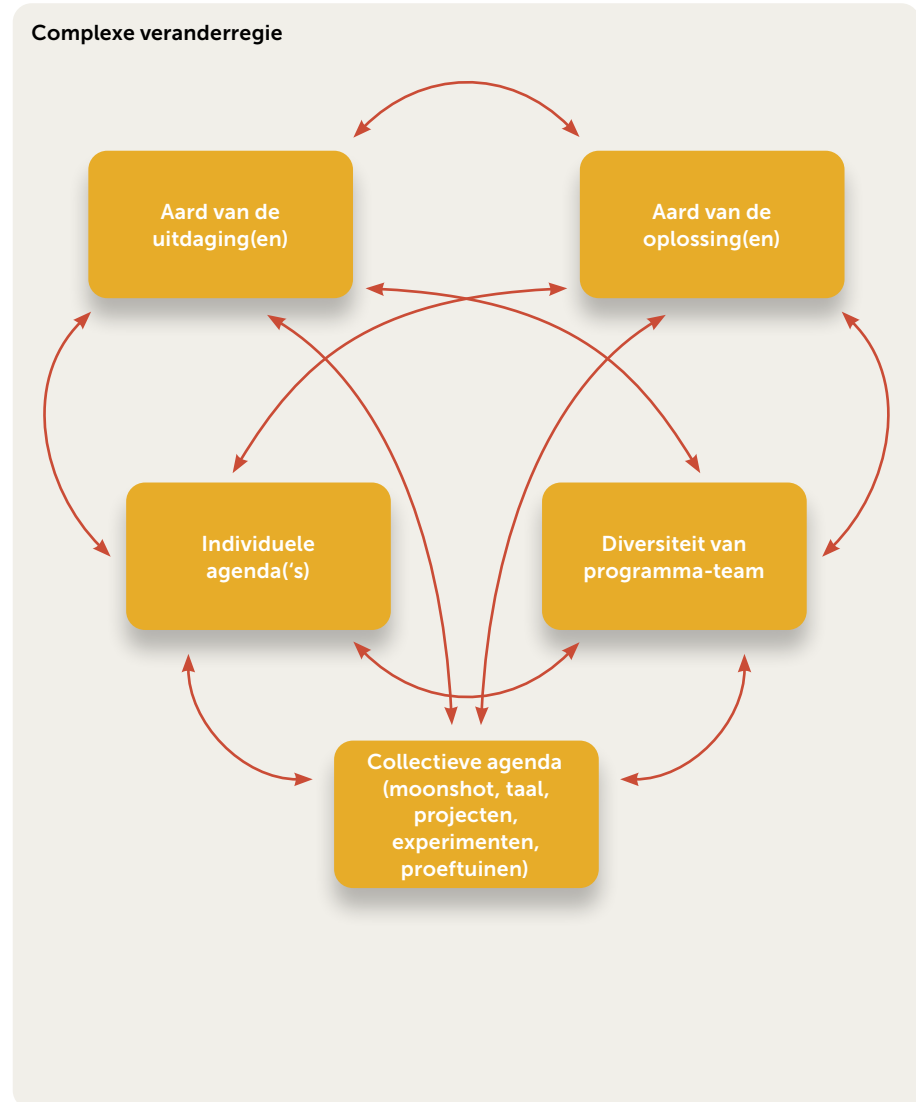 Complexe veranderregie
Aard van de
uitdaging(en)
Aard van de
oplossing(en)
Individuele
agenda(‘s)
Diversiteit van
programma-team
Collectieve agenda
(moonshot, taal,
projecten,
experimenten,
proeftuinen)